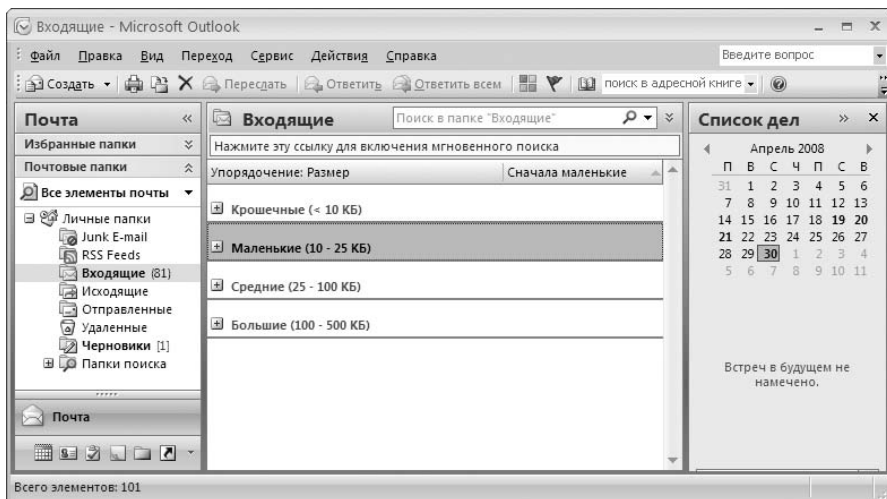 Входящие - Microsoft Outlook
Файл Правка Вид Переход Сервис Действия Справка Введите вопрос
Создать Переслать Ответить Ответить всем поиск в адресной книге
Почта
Избранные папки
Почтовые папки
Все элементы почты
Личные папки
Junk E-mail
RSS Feeds
Входящие (81)
Исходящие
Отправленные
Удаленные
Черновики [1]
Папки поиска
Почта
Входящие Поиск в папке "Входящие"
Нажмите эту ссылку для включения мгновенного поиска
Упорядочение: Размер Сначала маленькие
Крошечные (< 10 КБ)
Маленькие (10 - 25 КБ)
Средние (25 - 100 КБ)
Большие (100 - 500 КБ)
Список дел
Апрель 2008
П В С Ч П С В
31 1 2 3 4 5 6
7 8 9 10 11 12 13
14 15 16 17 18 19 20
21 22 23 24 25 26 27
28 29 30 1 2 3 4
5 6 7 8 9 10 11
Встреч в будущем не
намечено.
Всего элементов: 101